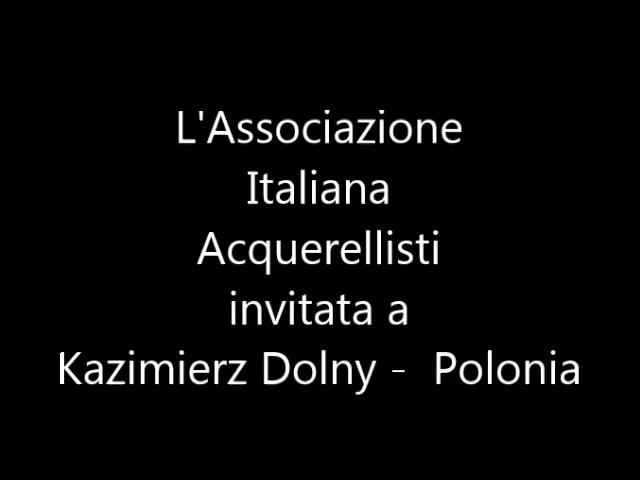 L'Associazione
Italiana
Acquerellisti
invitata a
Kazimierz Dolny -  Polonia